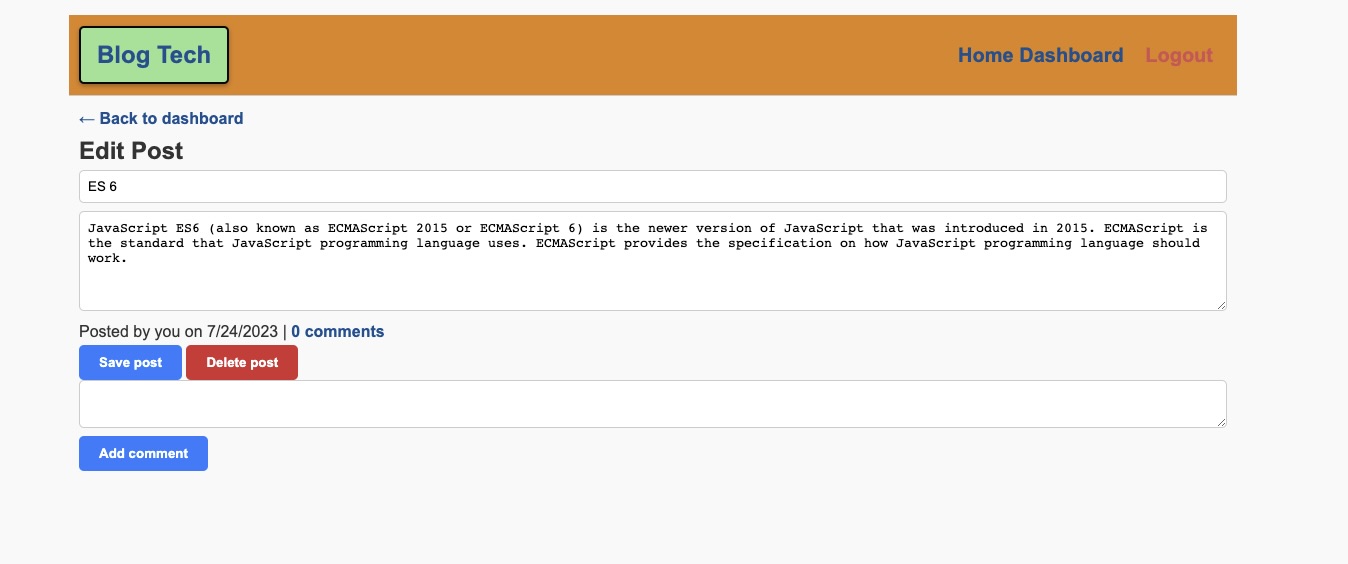 Blog Tech
Home Dashboard Logout
← Back to dashboard
Edit Post
ES 6
JavaScript ES6 (also known as ECMAScript 2015 or ECMAScript 6) is the newer version of JavaScript that was introduced in 2015. ECMAScript is
the standard that JavaScript programming language uses. ECMAScript provides the specification on how JavaScript programming language should
work.
Posted by you on 7/24/2023 | 0 comments
Save post Delete post
Add comment